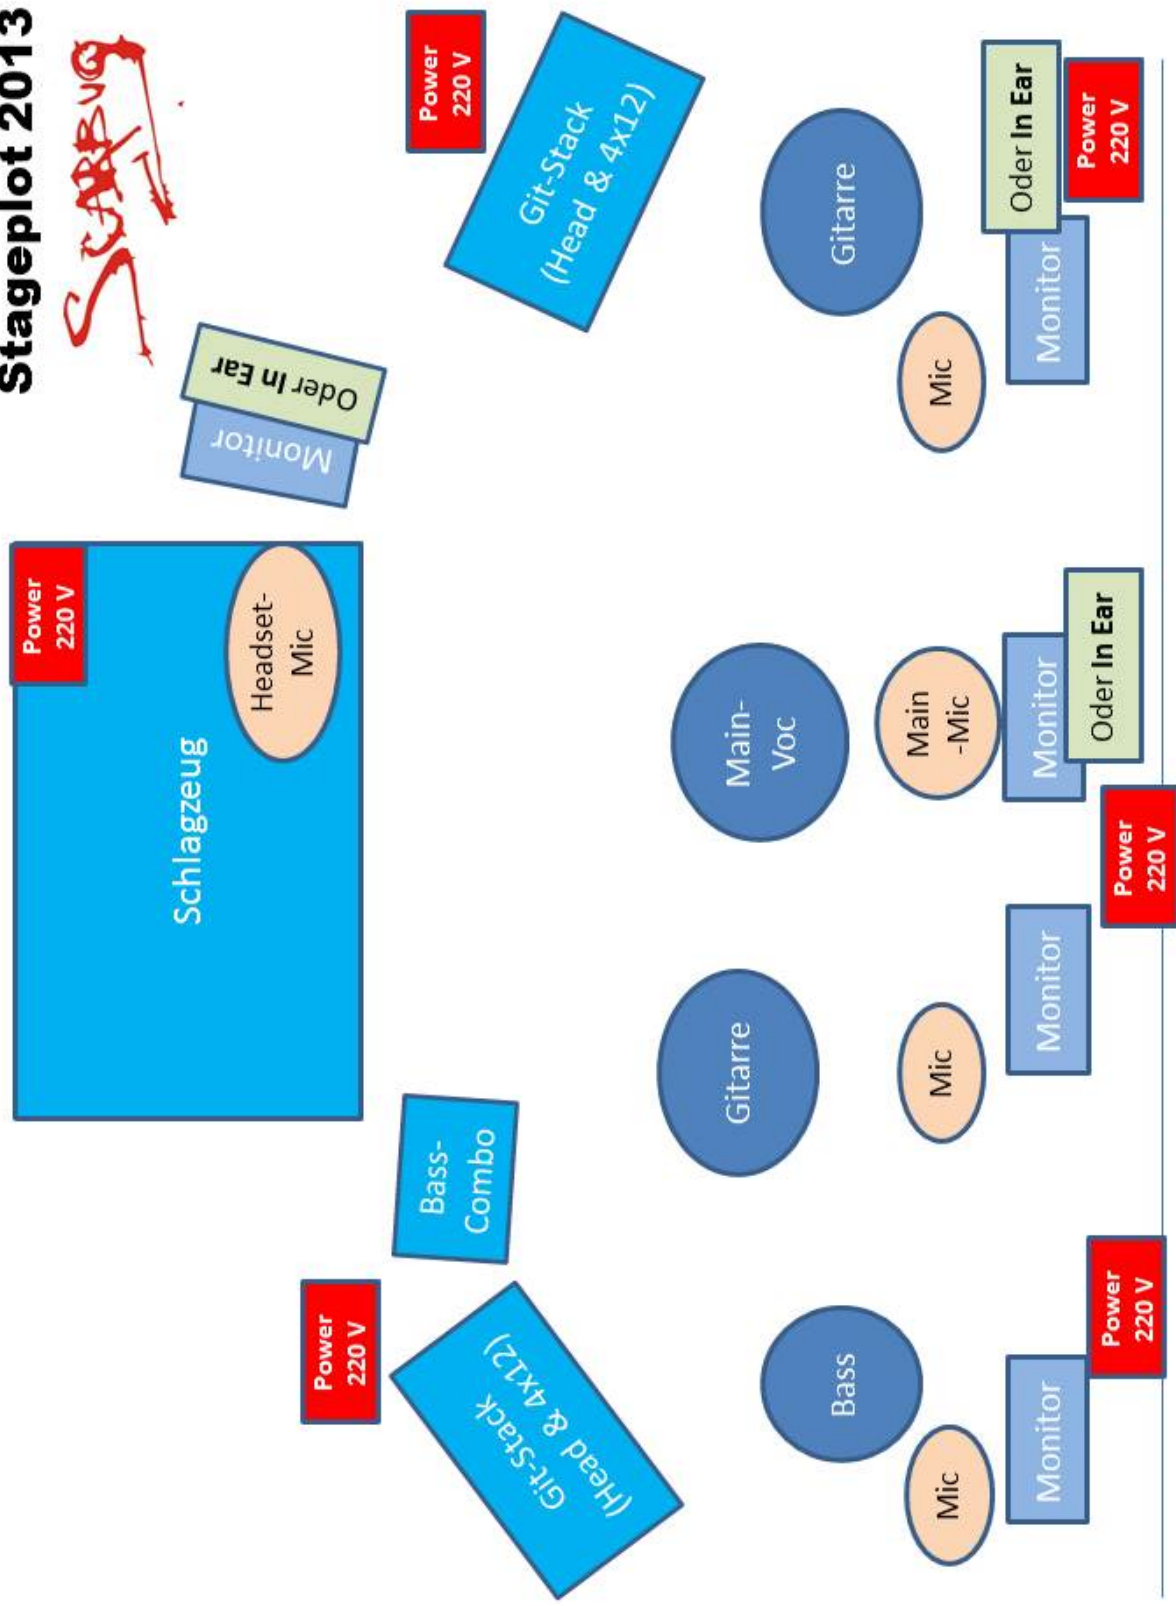 Stageplot 2013
Power
220 V
Schlagzeug
Headset-
Mic
Monitor
Oder In Ear
Power
220 V
Git-Stack
(Head & 4x12)
Bass-
Combo
Power
220 V
Git-Stack
(Head & 4x12)
Bass
Gitarre
Main-
Voc
Gitarre
Mic
Mic
Main
-Mic
Mic
Monitor
Power
220 V
Monitor
Power
220 V
Monitor
Oder In Ear
Monitor
Oder In Ear
Power
220 V